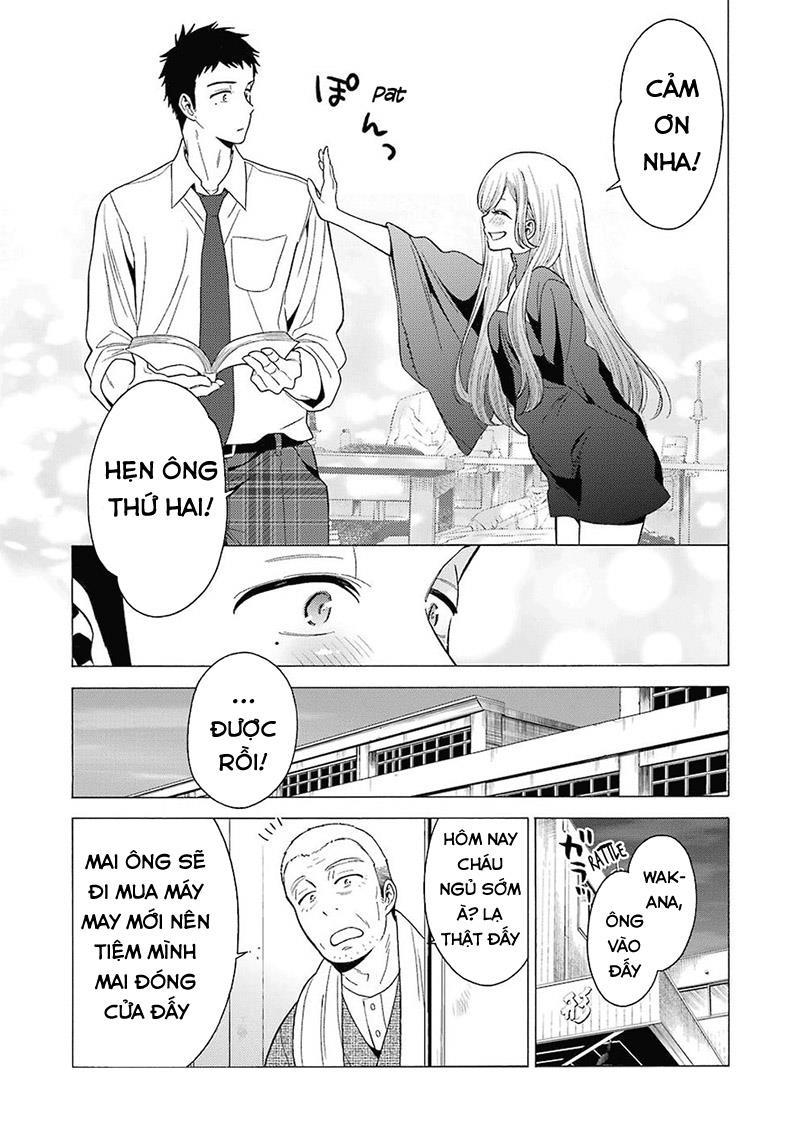 CẢM
ƠN
NHA!
ぽ
んっ
Pat
HẸN ÔNG
THỨ HAI!
...
ĐƯỢC
RỒI!
WAK-
ANA,
ÔNG
VÀO
ĐẤY
ガラッ
RATTLE
HÔM NAY
CHÁU
NGỦ SỚM
À? LẠ
THẬT ĐẤY
MAI ÔNG SẼ
ĐI MUA MÁY
MAY MỚI NÊN
TIỆM MÌNH
MAI ĐÓNG
CỬA ĐẤY